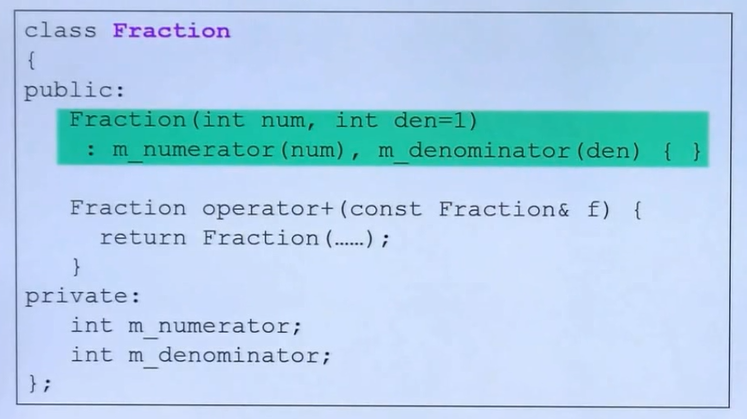 class Fraction
{
public:
Fraction(int num, int den=1)
: m_numerator(num), m_denominator(den) { }
Fraction operator+(const Fraction& f) {
return Fraction(……);
}
private:
int m_numerator;
int m_denominator;
};